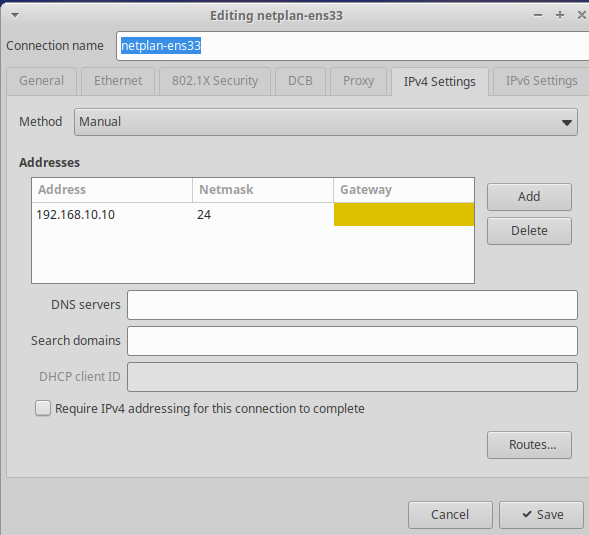 Editing netplan-ens33
Connection name netplan-ens33
General Ethernet 802.1X Security DCB Proxy IPv4 Settings IPv6 Settings
Method Manual
Addresses
Address Netmask Gateway
192.168.10.10 24
Add
Delete
DNS servers
Search domains
DHCP client ID
Require IPv4 addressing for this connection to complete
Routes...
Cancel Save